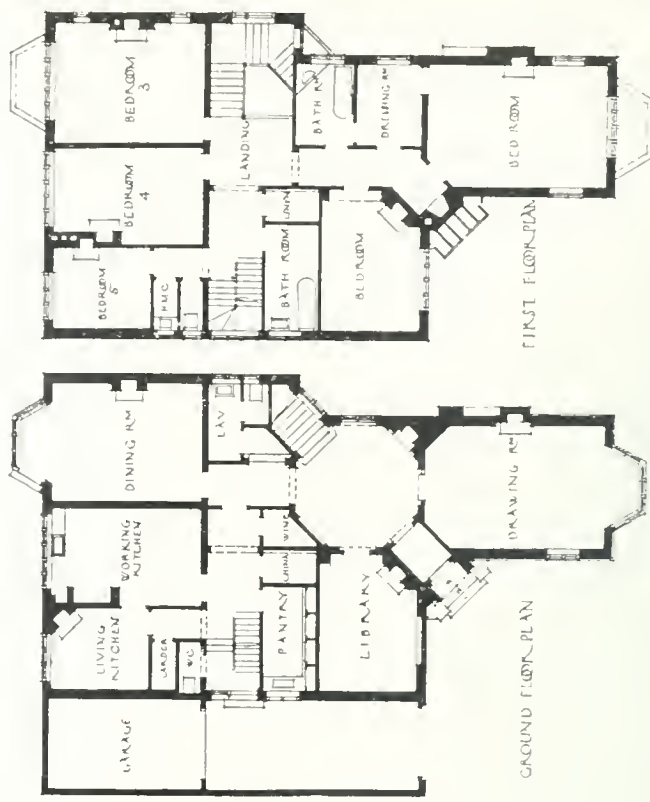 BEDROOM
3
BEDROOM
4
BEDROOM
5
H.M.C.
LANDING
LINEN
BATH ROOM
BATH RM
DRESSING RM
BEDROOM
BED ROOM
FIRST FLOOR PLAN
DINING RM
LAV
WORKING
KITCHEN
LIVING
KITCHEN
LARDER
WC
WINE
CHINA
PANTRY
LIBRARY
DRAWING RM
GARAGE
GROUND FLOOR PLAN